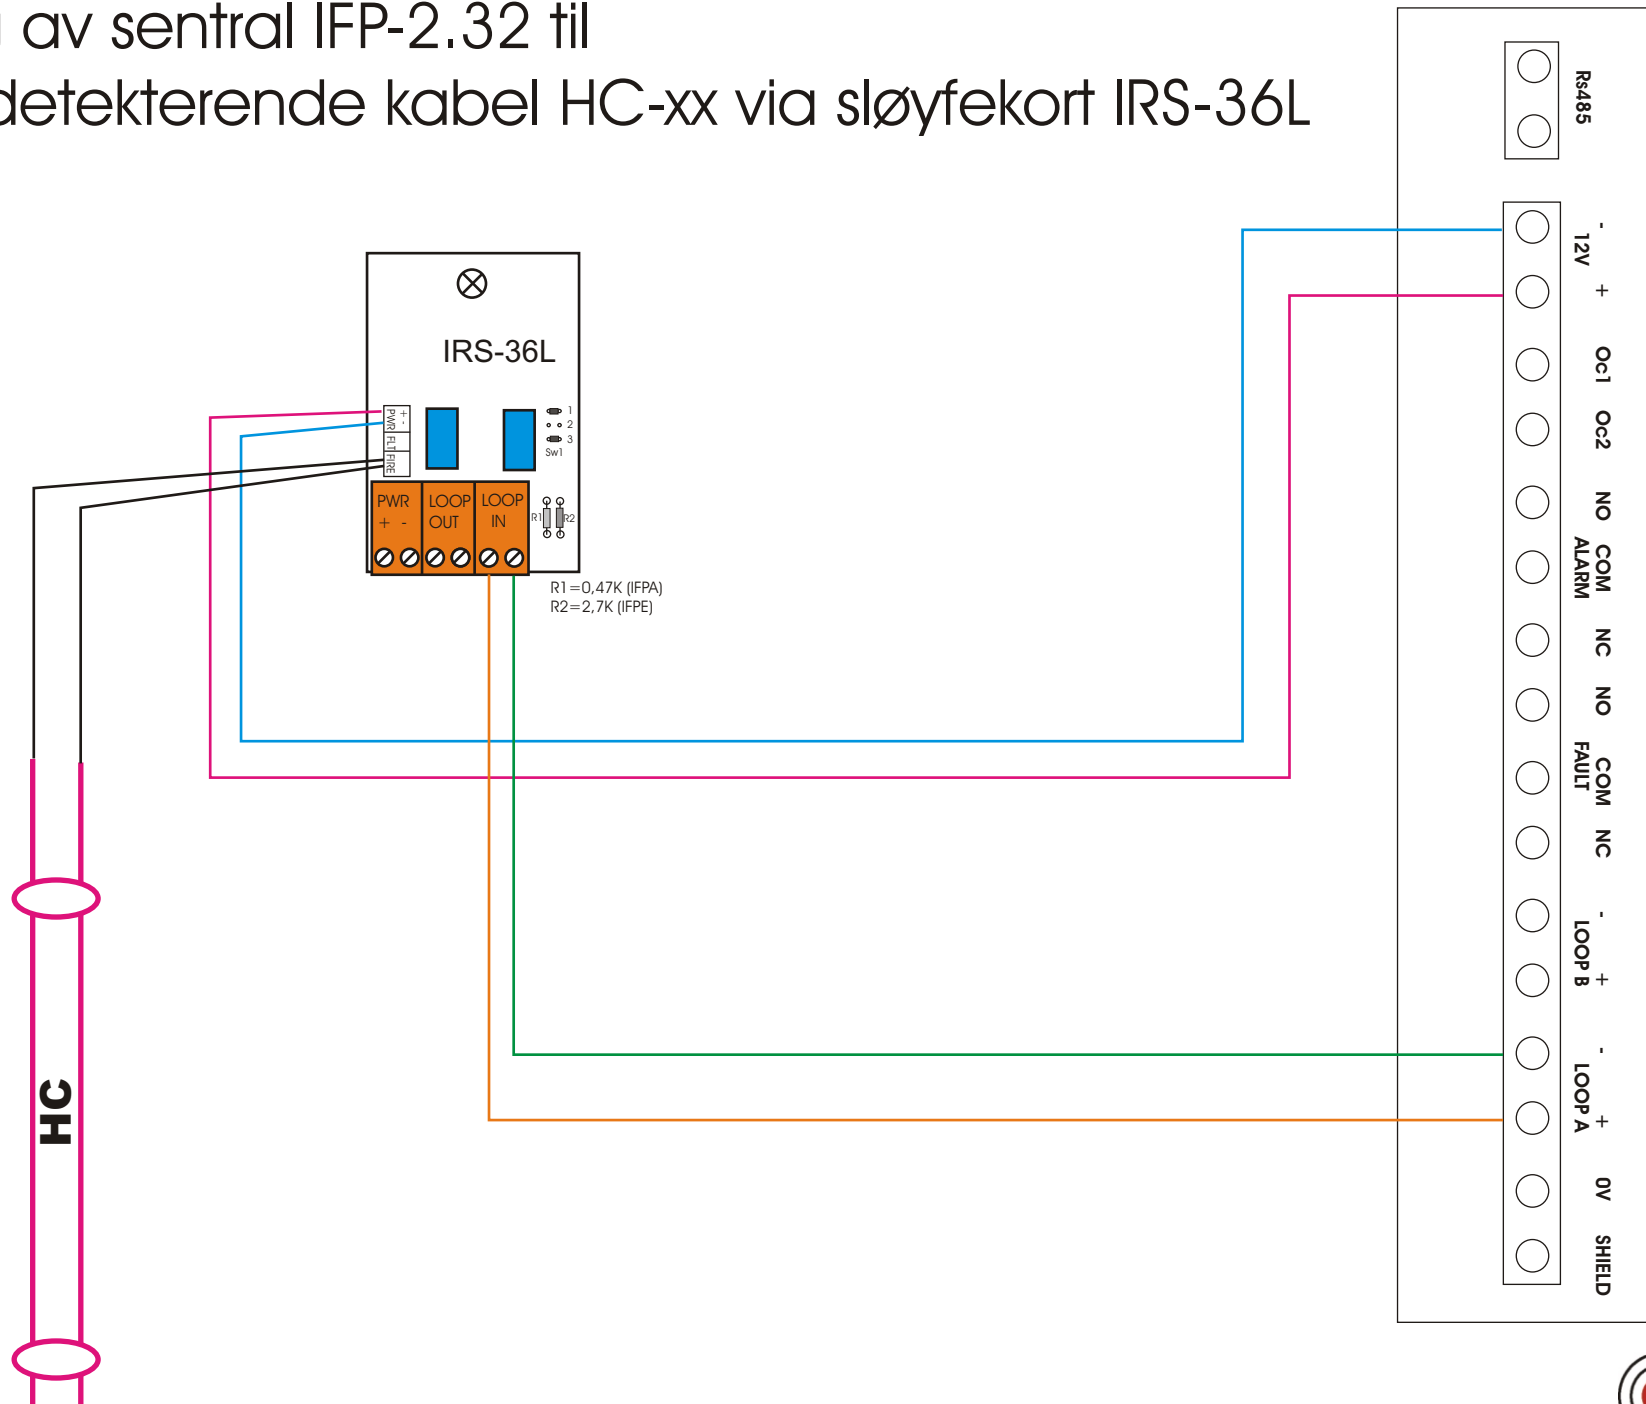 av sentral IFP-2.32 til
detekterende kabel HC-xx via sløyfekort IRS-36L
Rs485
- 12V +
Oc1
Oc2
NO
COM
ALARM
NC
NO
COM
FAULT
NC
- LOOP B +
- LOOP A +
0V
SHIELD
IRS-36L
+ -
PWR
FLT
FIRE
1
2
3
Sw1
PWR
+ -
LOOP
OUT
LOOP
IN
R1
R2
R1=0,47K (IFPA)
R2=2,7K (IFPE)
HC